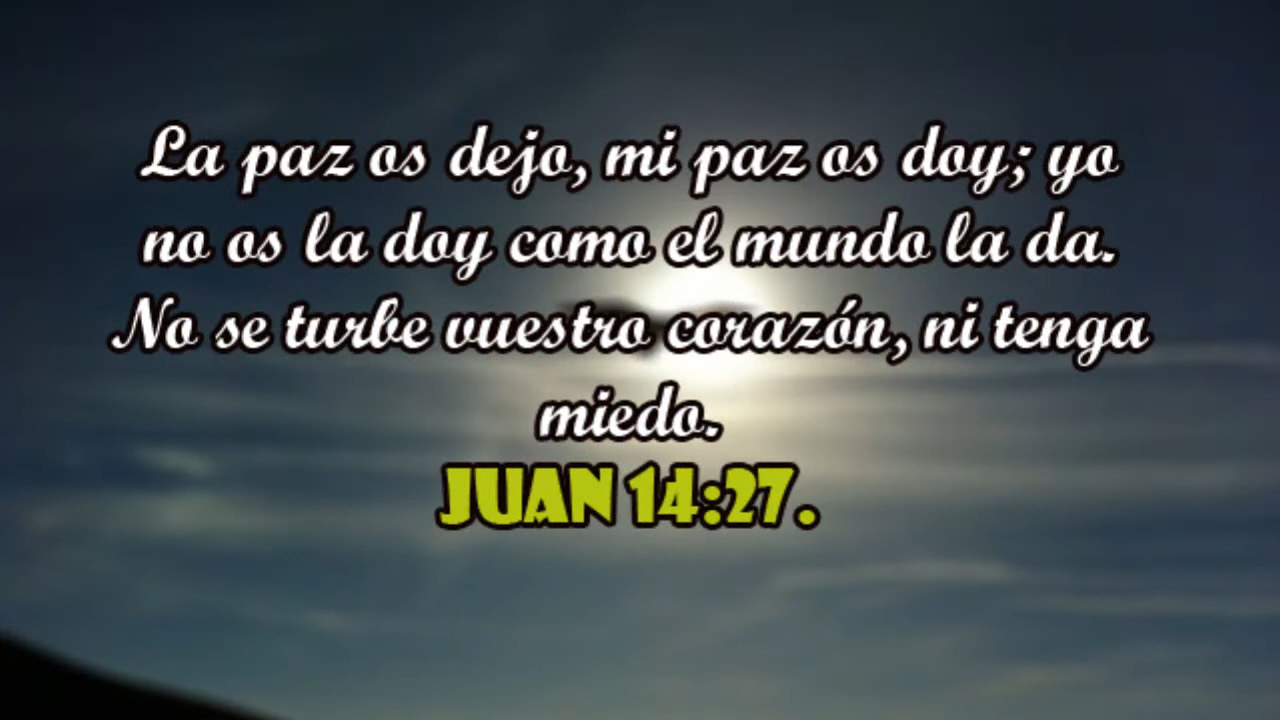 La paz os dejo, mi paz os doy; yo
no os la doy como el mundo la da.
No se turbe vuestro corazón, ni tenga
miedo.
JUAN 14:27.